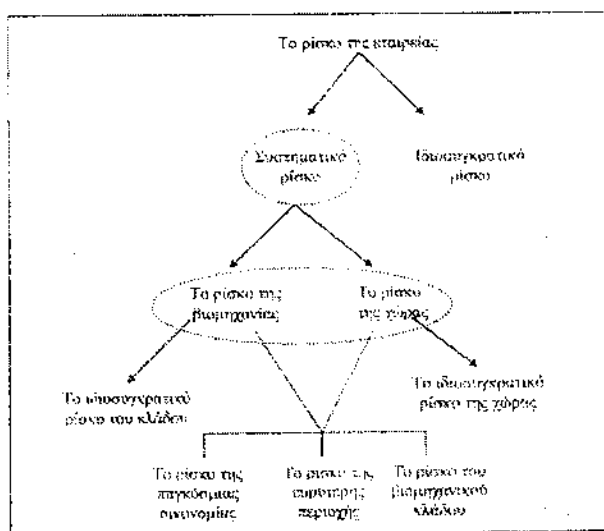 Το ρίσκο της εταιρείας
Συστηματικό
ρίσκο
Ιδιοσυγκρατικό
ρίσκο
Το ρίσκο της
βιομηχανίας
Το ρίσκο
της χώρας
Το ιδιοσυγκρατικό
ρίσκο του κλάδου
Το ιδιοσυγκρατικό
ρίσκο της χώρας
Το ρίσκο της
παγκόσμιας
οικονομίας
Το ρίσκο της
ευρύτερης
περιοχής
Το ρίσκο του
βιομηχανικού
κλάδου